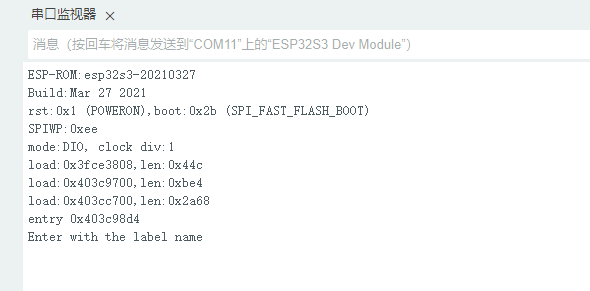 串口监视器 ×
消息（按回车将消息发送到“COM11”上的“ESP32S3 Dev Module”）
ESP-ROM:esp32s3-20210327
Build:Mar 27 2021
rst:0x1 (POWERON),boot:0x2b (SPI_FAST_FLASH_BOOT)
SPIWP:0xee
mode:DIO, clock div:1
load:0x3fce3808,len:0x44c
load:0x403c9700,len:0xbe4
load:0x403cc700,len:0x2a68
entry 0x403c98d4
Enter with the label name